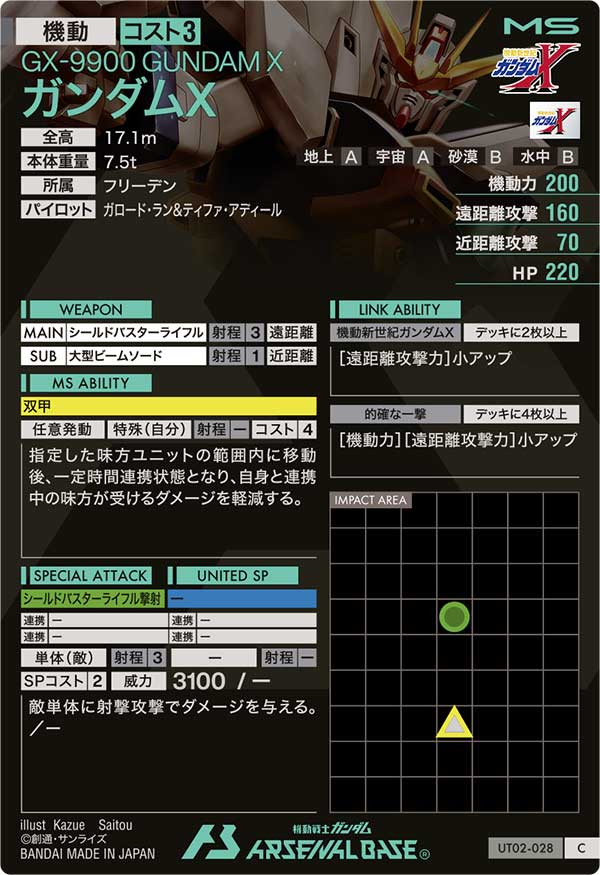 機動 コスト3 MS
GX-9900 GUNDAM X
ガンダムX
機動新世紀 ガンダムX
ガンダムX
全高 17.1m
本体重量 7.5t
所属 フリーデン
パイロット ガロード・ラン&ティファ・アディール
地上 A 宇宙 A 砂漠 B 水中 B
機動力 200
遠距離攻撃 160
近距離攻撃 70
HP 220
WEAPON
MAIN シールドバスターライフル 射程 3 遠距離
SUB 大型ビームソード 射程 1 近距離
MS ABILITY
双甲
任意発動 特殊(自分) 射程 ー コスト 4
指定した味方ユニットの範囲内に移動
後、一定時間連携状態となり、自身と連携
中の味方が受けるダメージを軽減する。
LINK ABILITY
機動新世紀ガンダムX デッキに2枚以上
[遠距離攻撃力]小アップ
的確な一撃 デッキに4枚以上
[機動力][遠距離攻撃力]小アップ
SPECIAL ATTACK UNITED SP
シールドバスターライフル撃射 ー
連携 ー 連携 ー
連携 ー 連携 ー
単体(敵) 射程 3 ー 射程 ー
SPコスト 2 威力 3100 / ー
敵単体に射撃攻撃でダメージを与える。
/ー
IMPACT AREA
illust Kazue Saitou
©創通・サンライズ
BANDAI MADE IN JAPAN
機動戦士ガンダム
AB ARSENAL BASE®
UT02-028 C